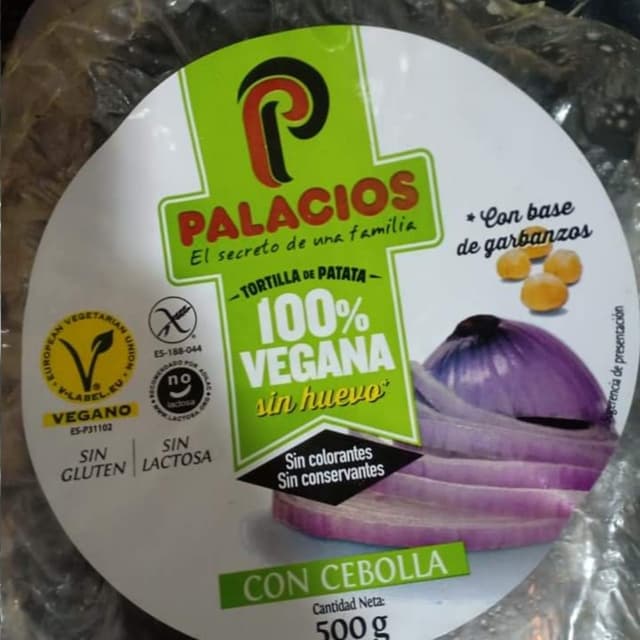 PALACIOS
El secreto de una familia
* Con base
de garbanzos
TORTILLA DE PATATA
100%
VEGANA
sin huevo*
EUROPEAN VEGETARIAN UNION
V-LABEL.EU
VEGANO
ES-P31102
ES-188-044
no
lactosa
SIN
GLUTEN
SIN
LACTOSA
Sin colorantes
Sin conservantes
de presentación
CON CEBOLLA
Cantidad Neta:
500 g